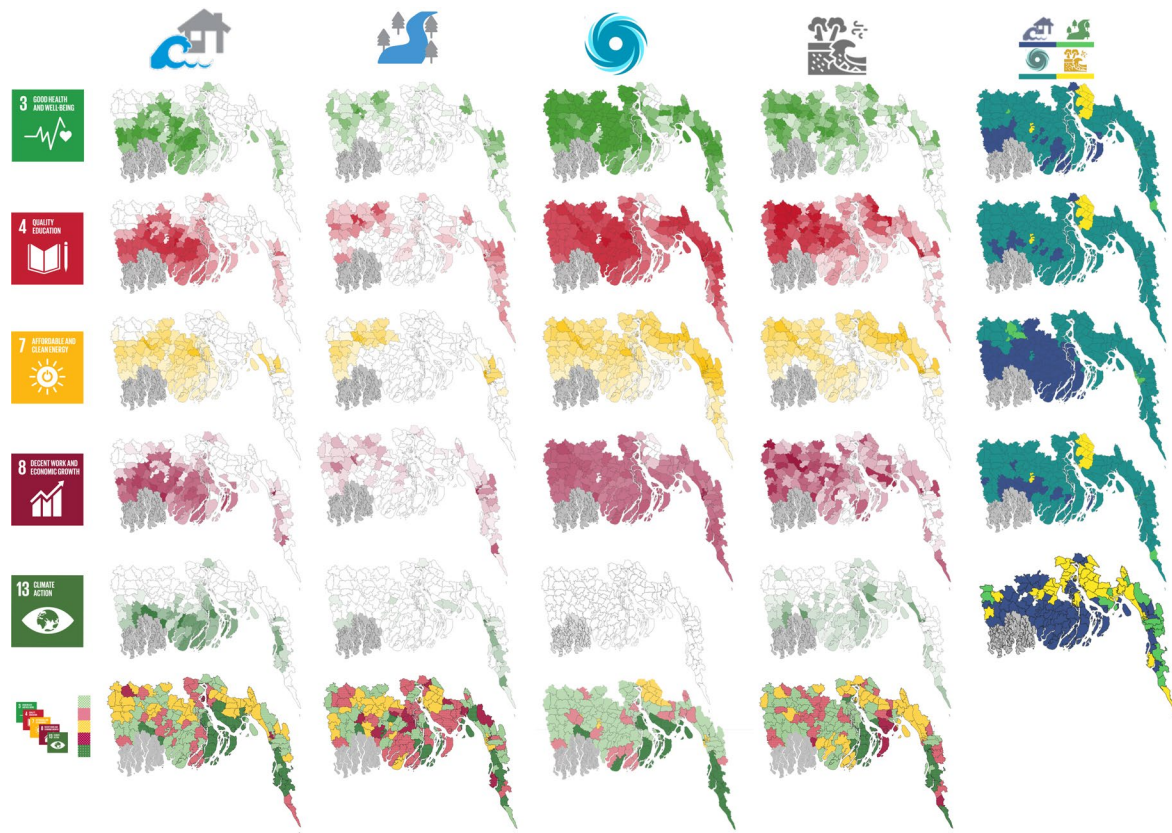 3 GOOD HEALTH
AND WELL-BEING
4 QUALITY
EDUCATION
7 AFFORDABLE AND
CLEAN ENERGY
8 DECENT WORK AND
ECONOMIC GROWTH
13 CLIMATE
ACTION
3